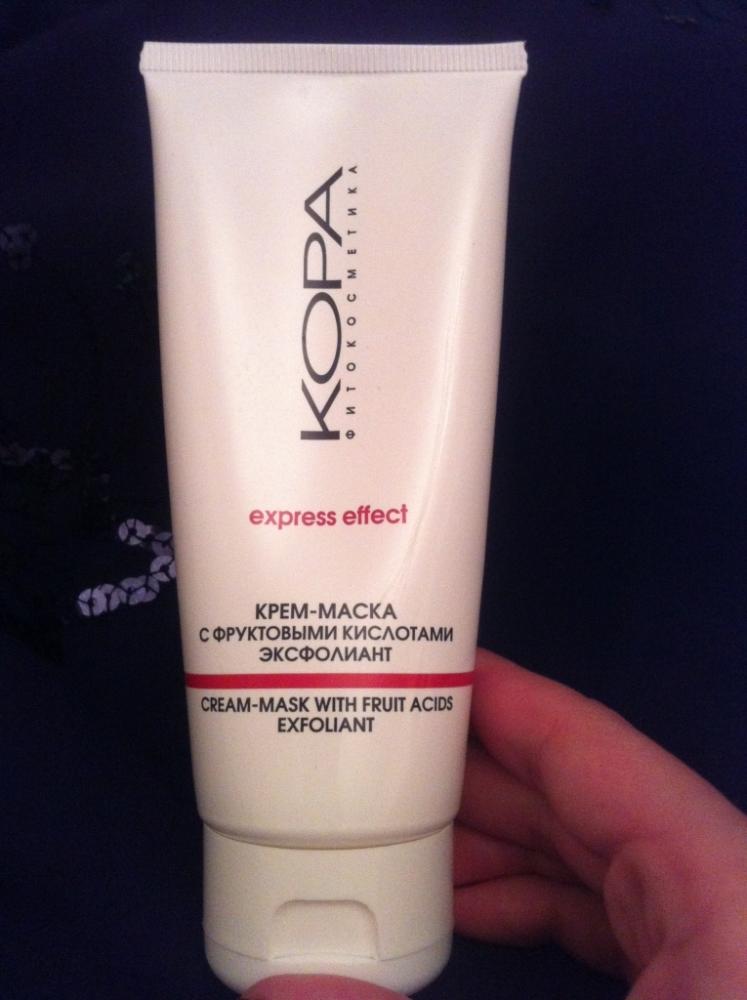 КОРА
ФИТОКОСМЕТИКА
express effect
КРЕМ-МАСКА
С ФРУКТОВЫМИ КИСЛОТАМИ
ЭКСФОЛИАНТ
CREAM-MASK WITH FRUIT ACIDS
EXFOLIANT